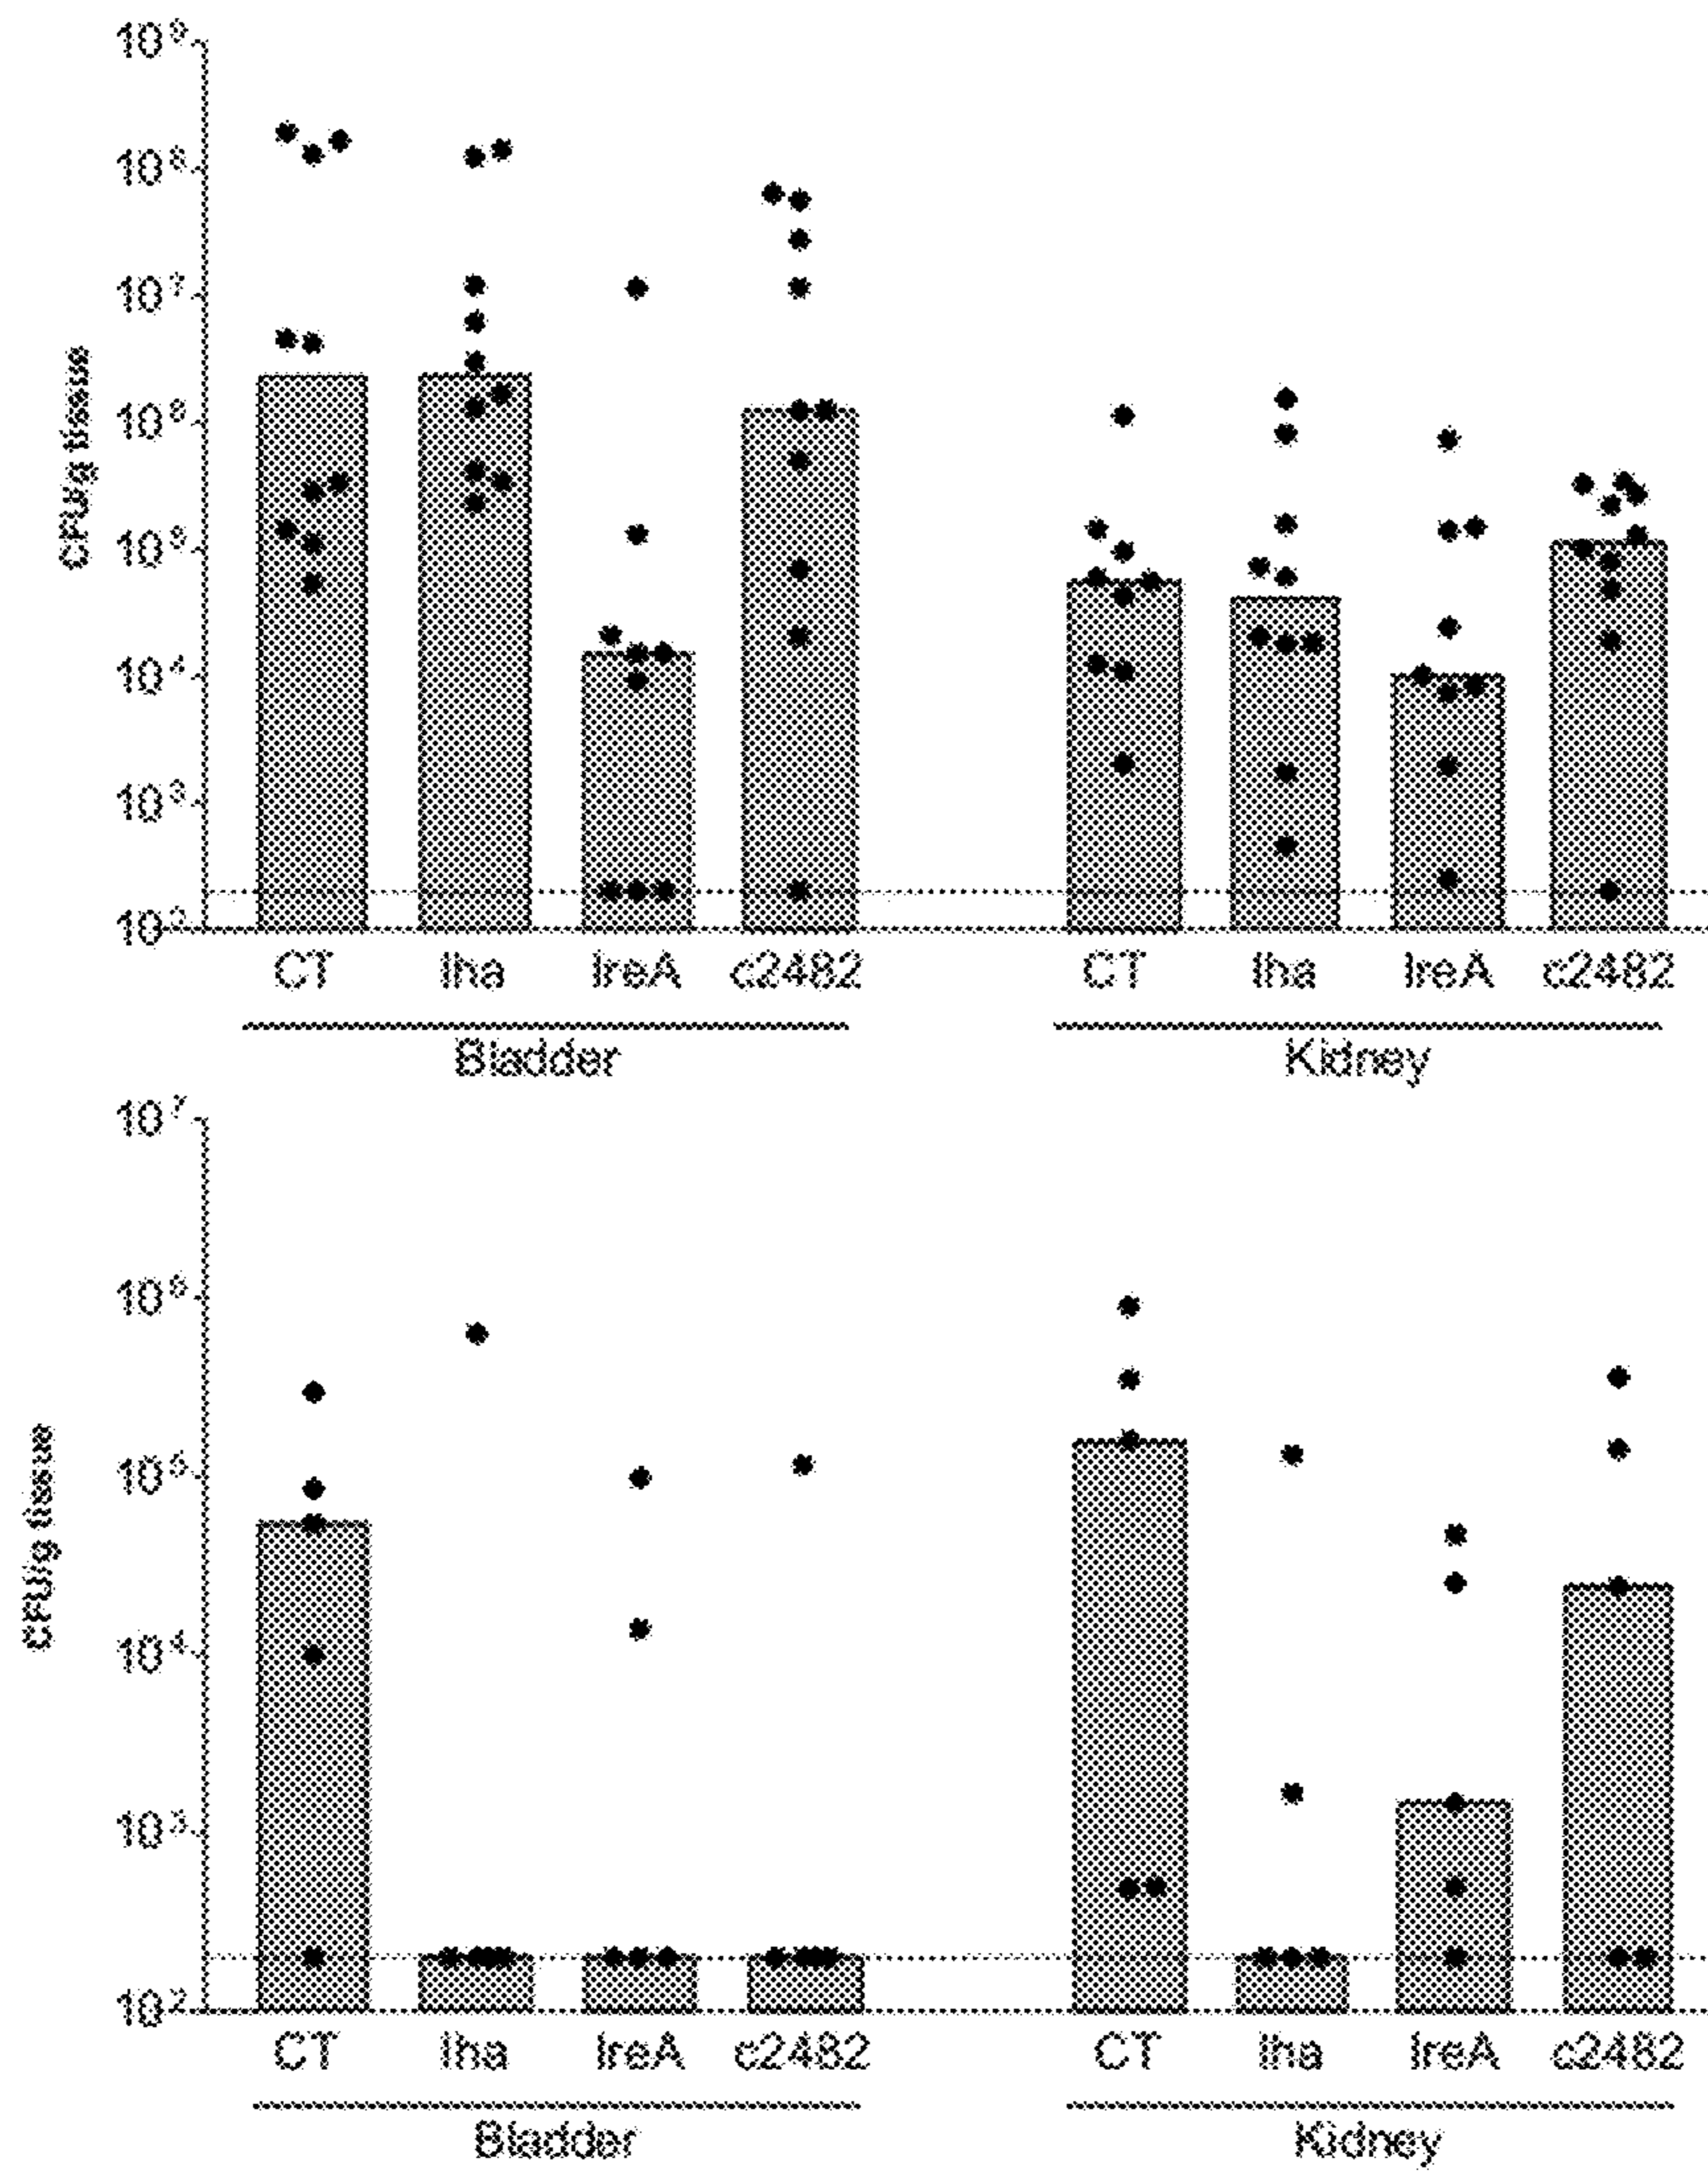 CFU/g tissue
10⁹
10⁸
10⁷
10⁶
10⁵
10⁴
10³
10²
CT Iha IreA c2482 CT Iha IreA c2482
Bladder Kidney
CFU/g tissue
10⁷
10⁶
10⁵
10⁴
10³
10²
CT Iha IreA c2482 CT Iha IreA c2482
Bladder Kidney